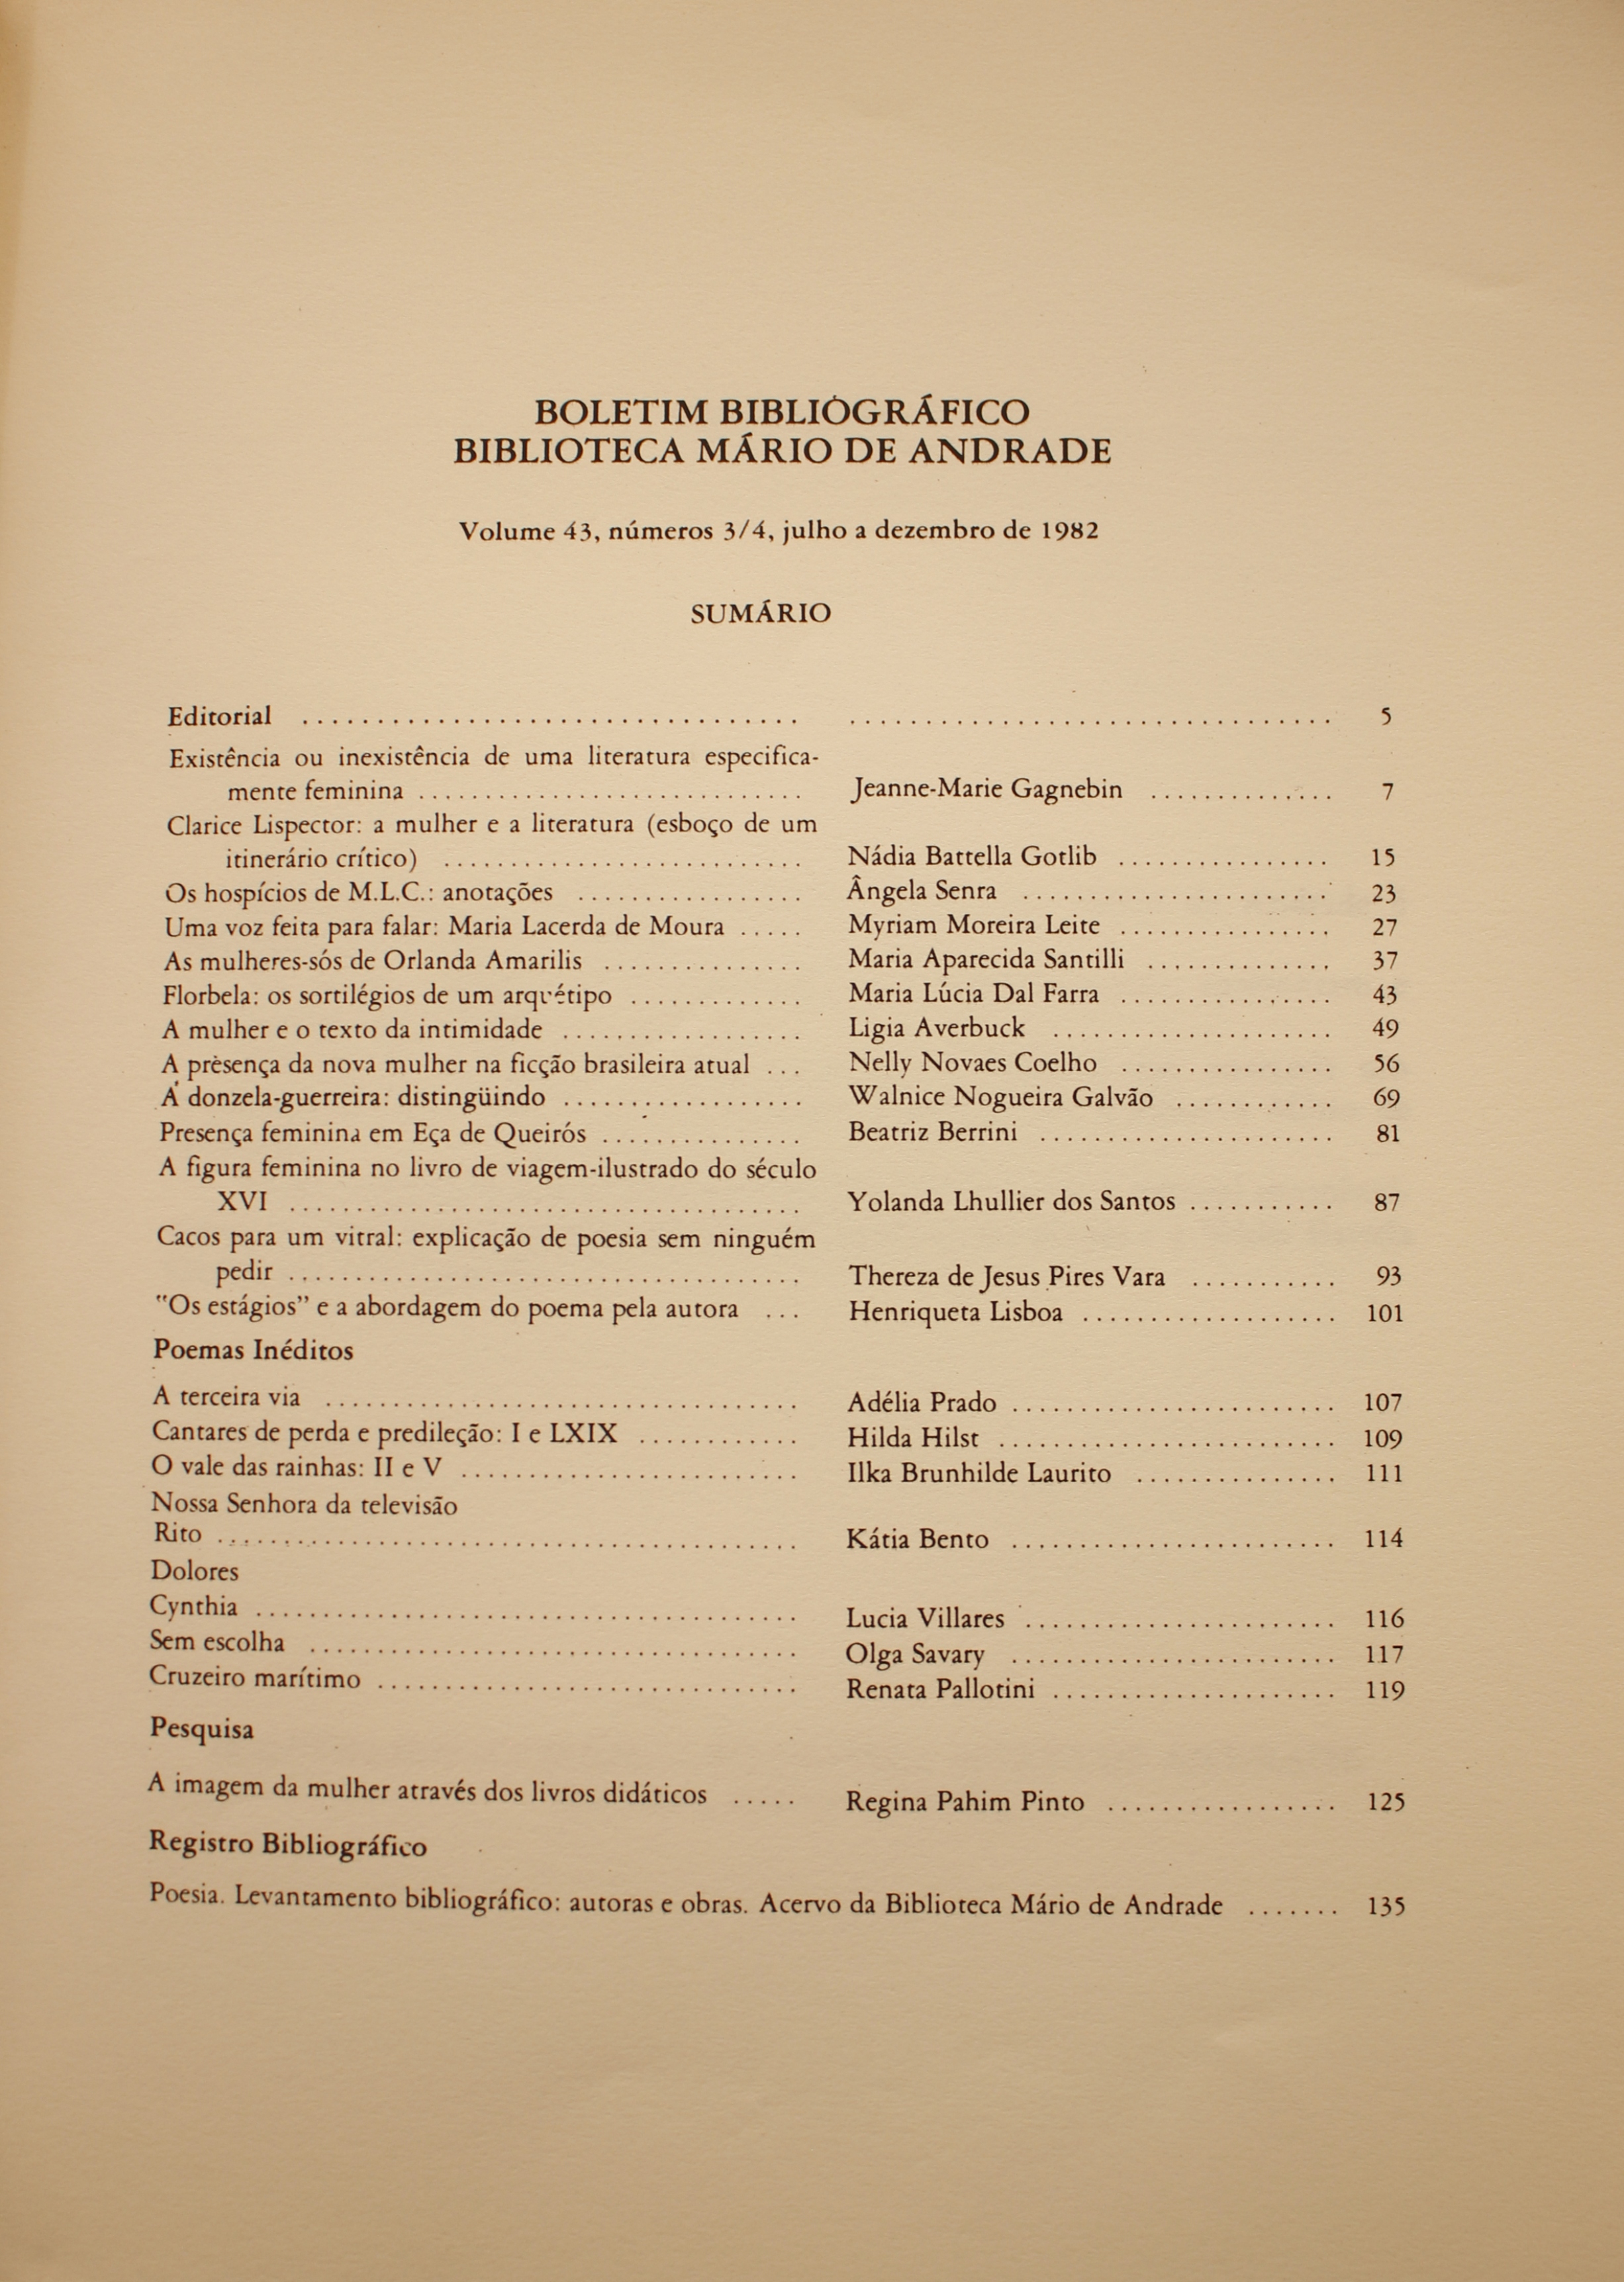 BOLETIM BIBLIOGRÁFICO
BIBLIOTECA MÁRIO DE ANDRADE
Volume 43, números 3/4, julho a dezembro de 1982
SUMÁRIO
Editorial ................................. ................................ 5
Existência ou inexistência de uma literatura especifica-
mente feminina ............................. Jeanne-Marie Gagnebin .............. 7
Clarice Lispector: a mulher e a literatura (esboço de um
itinerário crítico) ........................... Nádia Battella Gotlib ................ 15
Os hospícios de M.L.C.: anotações ................. Ângela Senra ....................... 23
Uma voz feita para falar: Maria Lacerda de Moura ..... Myriam Moreira Leite ................ 27
As mulheres-sós de Orlanda Amarilis ............... Maria Aparecida Santilli .............. 37
Florbela: os sortilégios de um arquétipo ............. Maria Lúcia Dal Farra ................ 43
A mulher e o texto da intimidade .................. Ligia Averbuck ..................... 49
A presença da nova mulher na ficção brasileira atual ... Nelly Novaes Coelho ................ 56
A donzela-guerreira: distingüindo .................. Walnice Nogueira Galvão ............ 69
Presença feminina em Eça de Queirós ............... Beatriz Berrini ...................... 81
A figura feminina no livro de viagem-ilustrado do século
XVI ...................................... Yolanda Lhullier dos Santos ........... 87
Cacos para um vitral: explicação de poesia sem ninguém
pedir ...................................... Thereza de Jesus Pires Vara ........... 93
"Os estágios" e a abordagem do poema pela autora ... Henriqueta Lisboa ................... 101
Poemas Inéditos
A terceira via ................................... Adélia Prado ........................ 107
Cantares de perda e predileção: I e LXIX ............ Hilda Hilst ......................... 109
O vale das rainhas: II e V ......................... Ilka Brunhilde Laurito ............... 111
Nossa Senhora da televisão
Rito ........................................... Kátia Bento ........................ 114
Dolores
Cynthia ........................................ Lucia Villares ....................... 116
Sem escolha .................................... Olga Savary ........................ 117
Cruzeiro marítimo ............................... Renata Pallotini ..................... 119
Pesquisa
A imagem da mulher através dos livros didáticos ..... Regina Pahim Pinto ................. 125
Registro Bibliográfico
Poesia. Levantamento bibliográfico: autoras e obras. Acervo da Biblioteca Mário de Andrade ....... 135